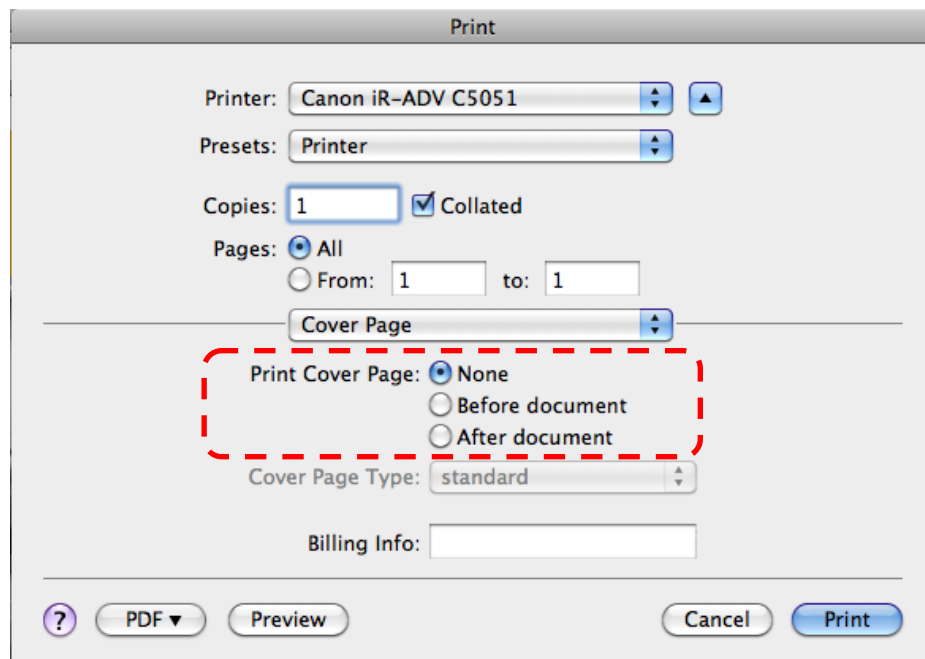 Print
Printer: Canon iR-ADV C5051
Presets: Printer
Copies: 1 Collated
Pages: All
From: 1 to: 1
Cover Page
Print Cover Page: None
Before document
After document
Cover Page Type: standard
Billing Info:
? PDF ▼ Preview Cancel Print